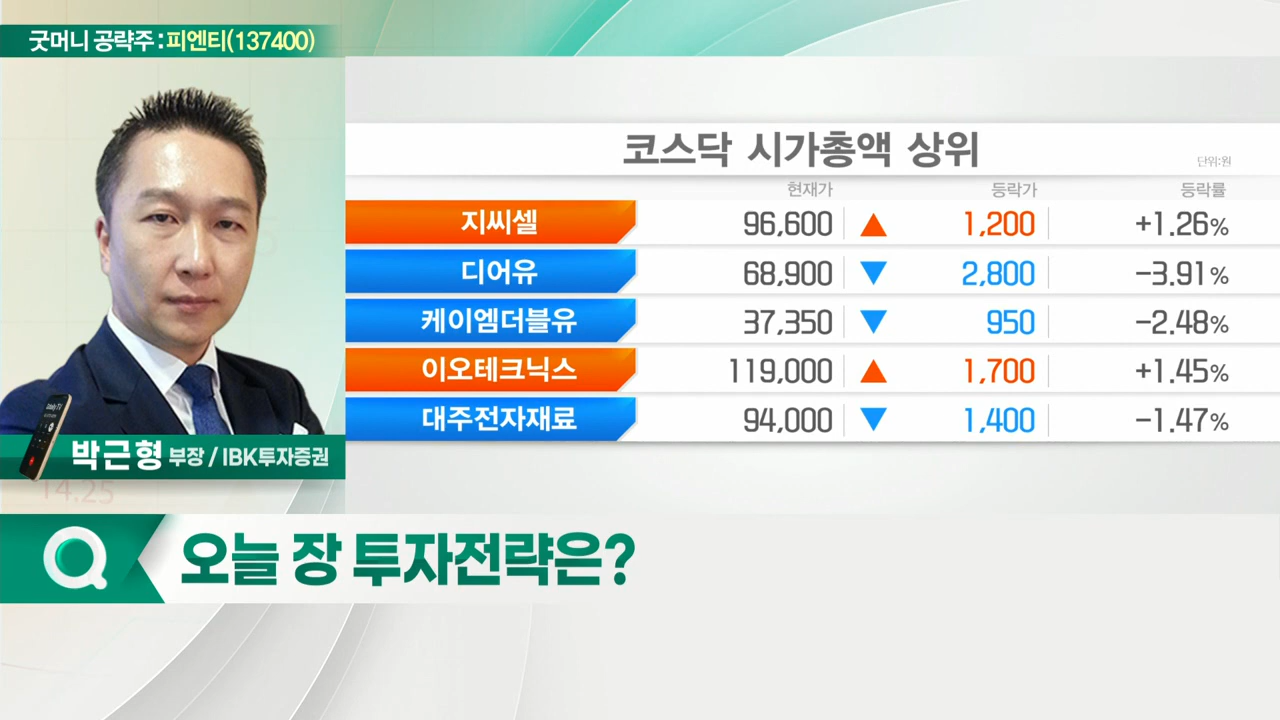 굿머니 공략주 : 피엔티(137400)
코스닥 시가총액 상위
단위:원
현재가 등락가 등락률
지씨셀 96,600 ▲ 1,200 +1.26%
디어유 68,900 ▼ 2,800 -3.91%
케이엠더블유 37,350 ▼ 950 -2.48%
이오테크닉스 119,000 ▲ 1,700 +1.45%
대주전자재료 94,000 ▼ 1,400 -1.47%
박근형 부장 / IBK투자증권
14.25
Q 오늘 장 투자전략은?